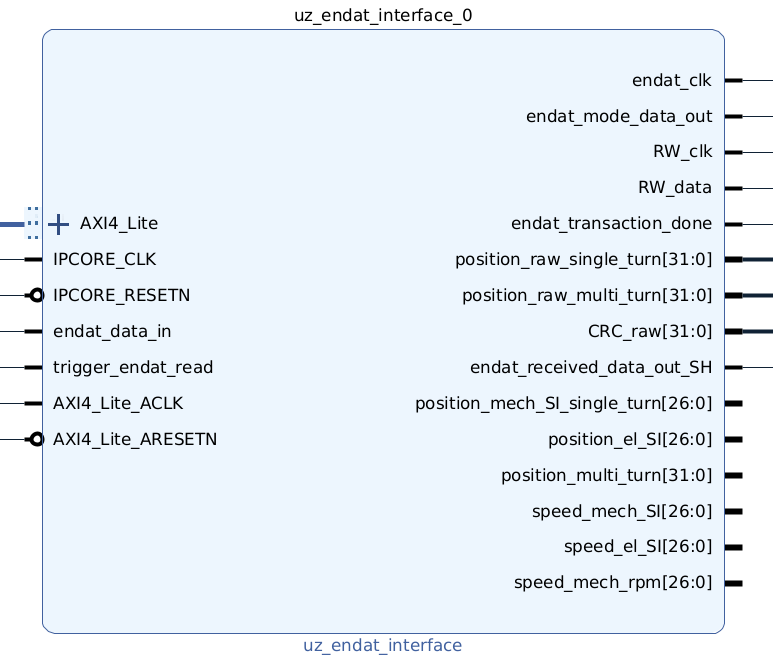 uz_endat_interface_0
endat_clk
endat_mode_data_out
RW_clk
RW_data
AXI4_Lite
endat_transaction_done
IPCORE_CLK
position_raw_single_turn[31:0]
IPCORE_RESETN
position_raw_multi_turn[31:0]
endat_data_in
CRC_raw[31:0]
trigger_endat_read
endat_received_data_out_SH
AXI4_Lite_ACLK
position_mech_SI_single_turn[26:0]
AXI4_Lite_ARESETN
position_el_SI[26:0]
position_multi_turn[31:0]
speed_mech_SI[26:0]
speed_el_SI[26:0]
speed_mech_rpm[26:0]
uz_endat_interface